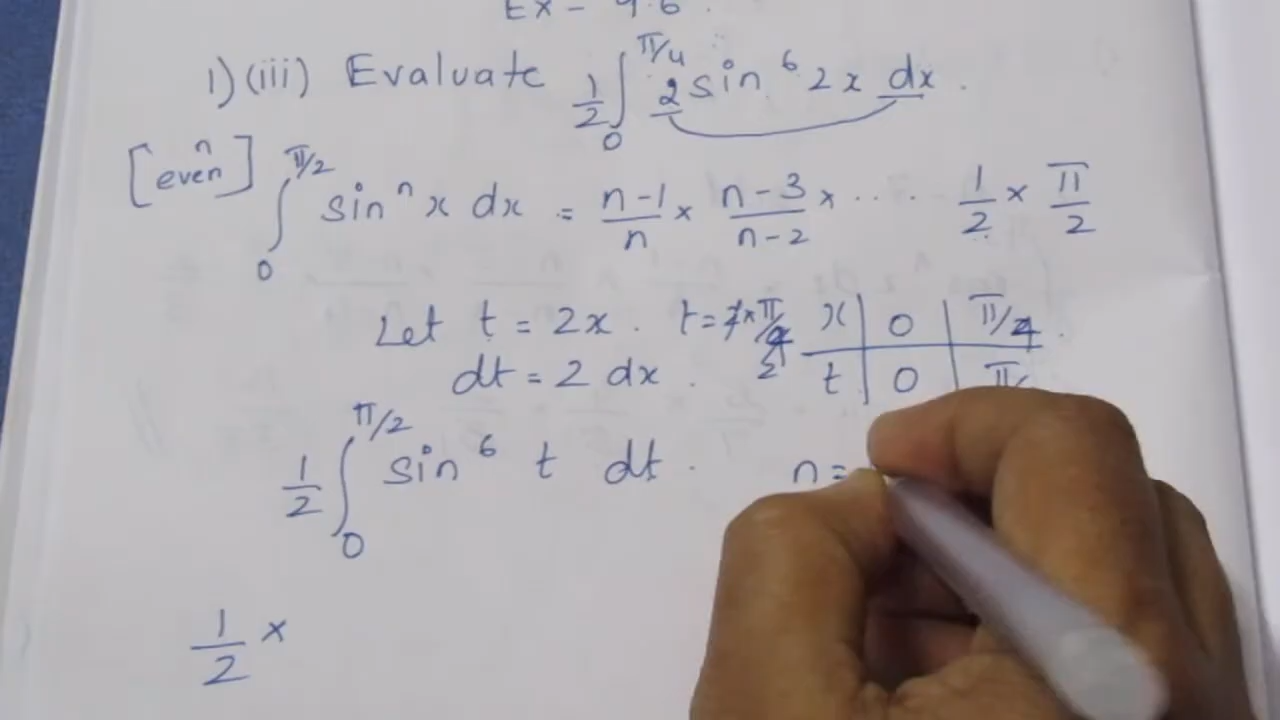 Ex - 9.6.
1) (iii) Evaluate 1/2 ∫₀^(π/4) 2 sin⁶ 2x dx.
[n even] ∫₀^(π/2) sinⁿ x dx = (n-1)/n × (n-3)/(n-2) × .... 1/2 × π/2
Let t = 2x. t = 2 × π/4 2 x 0 π/4
dt = 2 dx. t 0 π/
1/2 ∫₀^(π/2) sin⁶ t dt. n =
1/2 ×